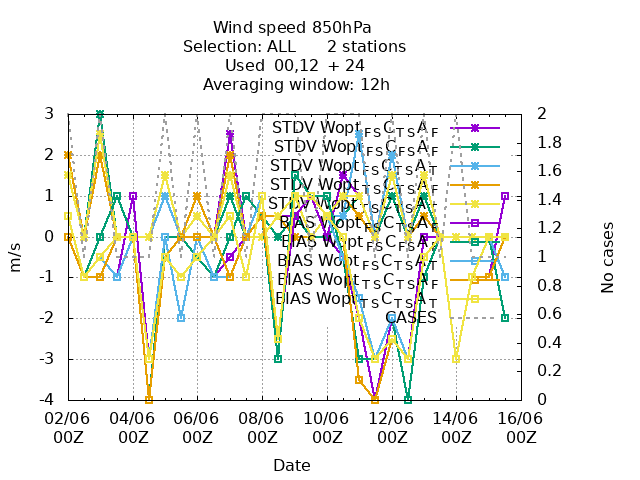 Wind speed 850hPa
Selection: ALL 2 stations
Used 00,12 + 24
Averaging window: 12h
3
2
1
0
-1
-2
-3
-4
m/s
2
1.8
1.6
1.4
1.2
1
0.8
0.6
0.4
0.2
0
No cases
STDV Wopt
STDV Wopt
STDV Wopt
STDV Wopt
STDV Wopt
BIAS Wopt
BIAS Wopt
BIAS Wopt
BIAS Wopt
BIAS Wopt
CASES
02/06 04/06 06/06 08/06 10/06 12/06 14/06 16/06
00Z 00Z 00Z 00Z 00Z 00Z 00Z 00Z
Date